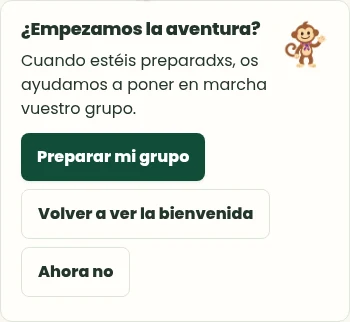 ¿Empezamos la aventura?
Cuando estéis preparadxs, os
ayudamos a poner en marcha
vuestro grupo.
Preparar mi grupo
Volver a ver la bienvenida
Ahora no